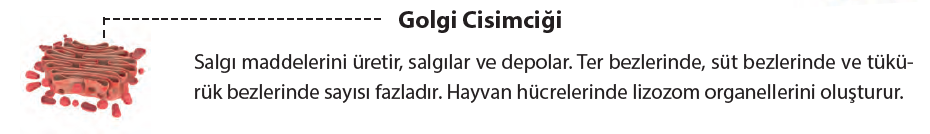 Golgi Cisimciği
Salgı maddelerini üretir, salgılar ve depolar. Ter bezlerinde, süt bezlerinde ve tükü-
rük bezlerinde sayısı fazladır. Hayvan hücrelerinde lizozom organellerini oluşturur.